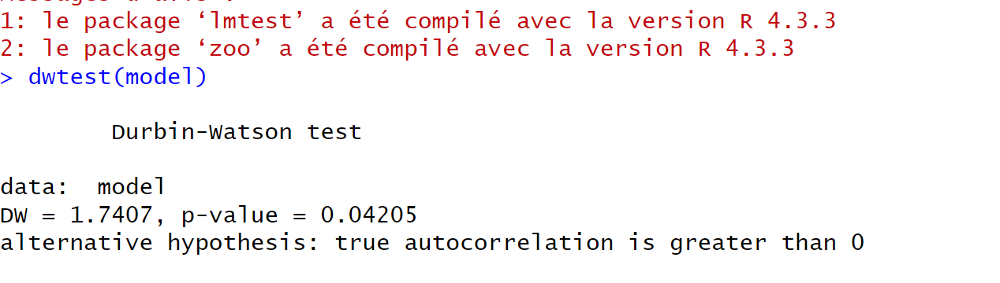 1: le package ‘lmtest’ a été compilé avec la version R 4.3.3
2: le package ‘zoo’ a été compilé avec la version R 4.3.3
> dwtest(model)
Durbin-Watson test
data:  model
DW = 1.7407, p-value = 0.04205
alternative hypothesis: true autocorrelation is greater than 0